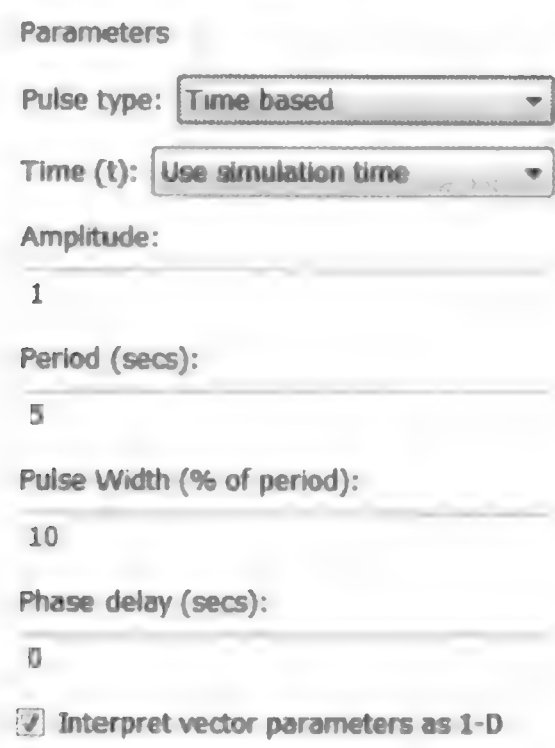 Parameters
Pulse type: Time based
Time (t): Use simulation time
Amplitude:
1
Period (secs):
5
Pulse Width (% of period):
10
Phase delay (secs):
0
Interpret vector parameters as 1-D